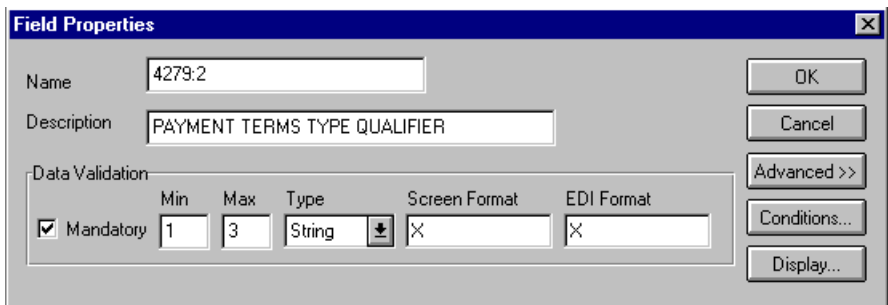 Field Properties
Name 4279:2 OK
Description PAYMENT TERMS TYPE QUALIFIER Cancel
Data Validation Advanced >>
Min Max Type Screen Format EDI Format
Mandatory 1 3 String X X Conditions...
Display...